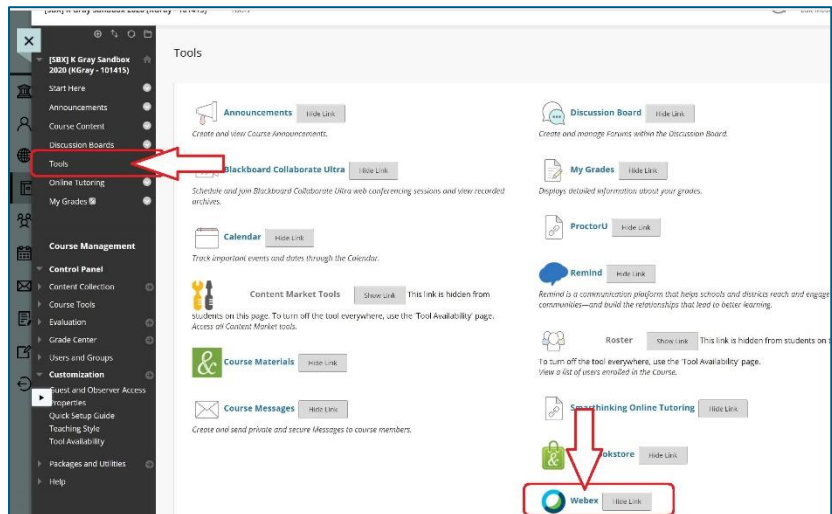 [SBX] K Gray Sandbox
2020 (KGray - 101415)
Start Here
Announcements
Course Content
Discussion Boards
Tools
Online Tutoring
My Grades
Course Management
Control Panel
Content Collection
Course Tools
Evaluation
Grade Center
Users and Groups
Customization
Guest and Observer Access
Properties
Quick Setup Guide
Teaching Style
Tool Availability
Packages and Utilities
Help
Tools
Announcements Hide Link
Create and view Course Announcements.
Blackboard Collaborate Ultra Hide Link
Schedule and join Blackboard Collaborate Ultra web conferencing sessions and view recorded
archives.
Calendar Hide Link
Track important events and dates through the Calendar.
Content Market Tools Show Link This link is hidden from
students on this page. To turn off the tool everywhere, use the 'Tool Availability' page.
Access all Content Market tools.
Course Materials Hide Link
Course Messages Hide Link
Create and send private and secure Messages to course members.
Discussion Board Hide Link
Create and manage Forums within the Discussion Board.
My Grades Hide Link
Displays detailed information about your grades.
ProctorU Hide Link
Remind Hide Link
Remind is a communication platform that helps schools and districts reach and engage
communities—and build the relationships that lead to better learning.
Roster Show Link This link is hidden from students on
To turn off the tool everywhere, use the 'Tool Availability' page.
View a list of users enrolled in the Course.
Smarthinking Online Tutoring Hide Link
okstore Hide Link
Webex Hide Link